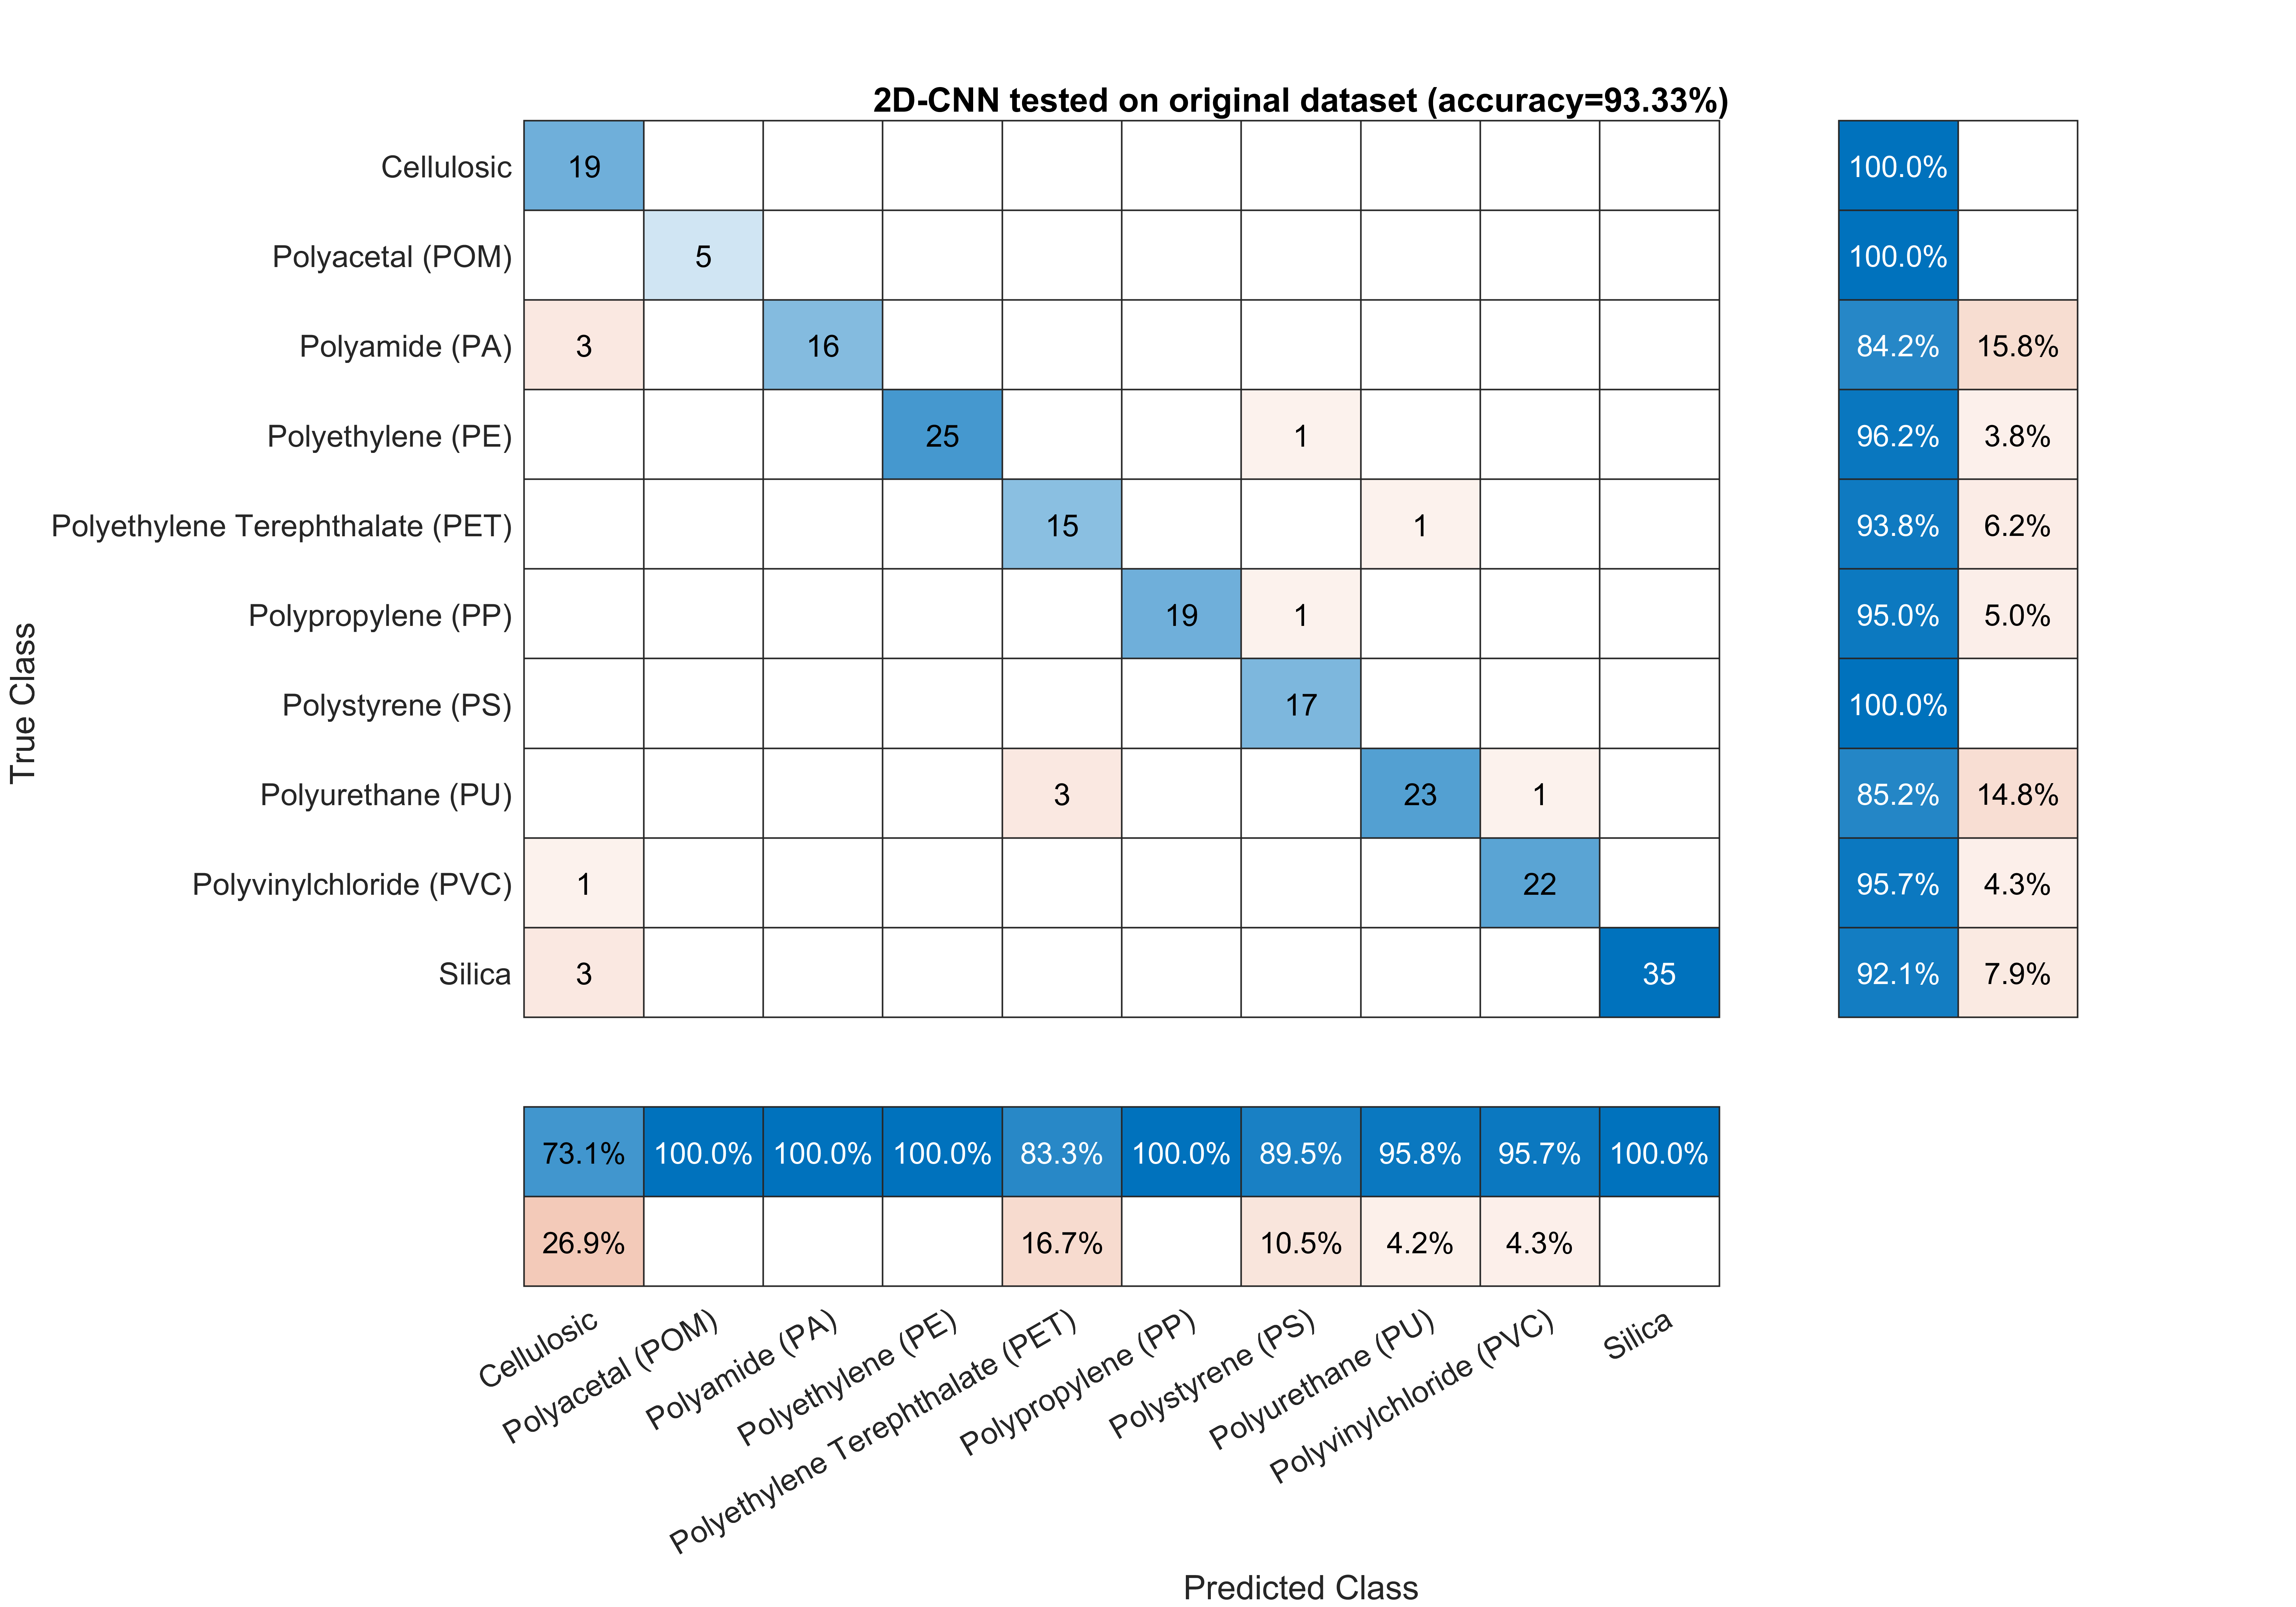 2D-CNN tested on original dataset (accuracy=93.33%)
Cellulosic 19 100.0%
Polyacetal (POM) 5 100.0%
Polyamide (PA) 3 16 84.2% 15.8%
Polyethylene (PE) 25 1 96.2% 3.8%
Polyethylene Terephthalate (PET) 15 1 93.8% 6.2%
Polypropylene (PP) 19 1 95.0% 5.0%
Polystyrene (PS) 17 100.0%
Polyurethane (PU) 3 23 1 85.2% 14.8%
Polyvinylchloride (PVC) 1 22 95.7% 4.3%
Silica 3 35 92.1% 7.9%
True Class
73.1% 100.0% 100.0% 100.0% 83.3% 100.0% 89.5% 95.8% 95.7% 100.0%
26.9% 16.7% 10.5% 4.2% 4.3%
Cellulosic
Polyacetal (POM)
Polyamide (PA)
Polyethylene (PE)
Polyethylene Terephthalate (PET)
Polypropylene (PP)
Polystyrene (PS)
Polyurethane (PU)
Polyvinylchloride (PVC)
Silica
Predicted Class